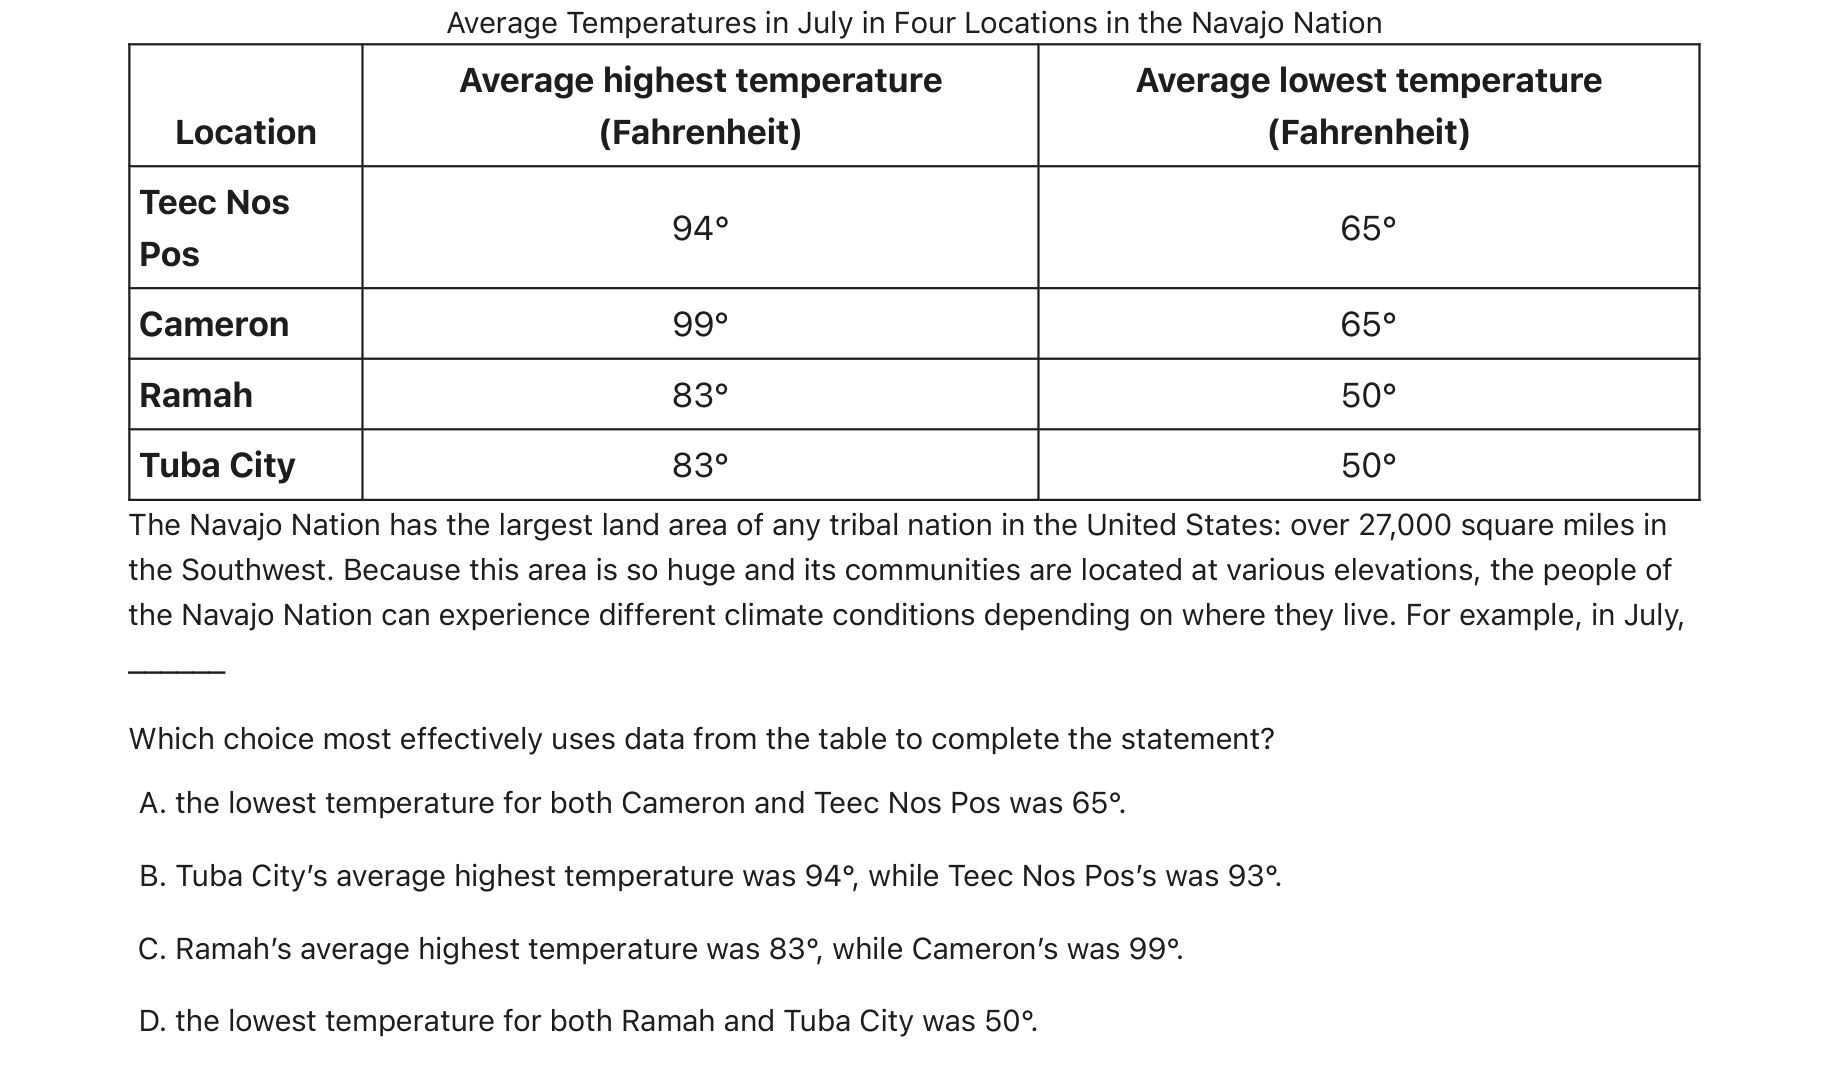 Average Temperatures in July in Four Locations in the Navajo Nation
Location
Average highest temperature
(Fahrenheit)
Average lowest temperature
(Fahrenheit)
Teec Nos
Pos
94°
65°
Cameron
99°
65°
Ramah
83°
50°
Tuba City
83°
50°
The Navajo Nation has the largest land area of any tribal nation in the United States: over 27,000 square miles in
the Southwest. Because this area is so huge and its communities are located at various elevations, the people of
the Navajo Nation can experience different climate conditions depending on where they live. For example, in July,
______
Which choice most effectively uses data from the table to complete the statement?
A. the lowest temperature for both Cameron and Teec Nos Pos was 65°.
B. Tuba City’s average highest temperature was 94°, while Teec Nos Pos’s was 93°.
C. Ramah’s average highest temperature was 83°, while Cameron’s was 99°.
D. the lowest temperature for both Ramah and Tuba City was 50°.